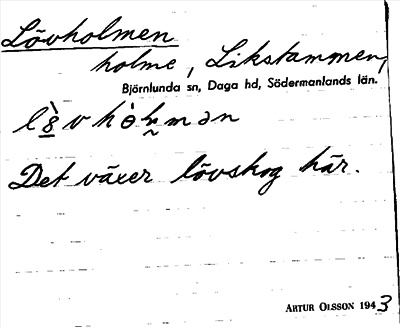 Lövholmen
holme, Likstammen,
Björnlunda sn, Daga hd, Södermanlands län.
Det växer lövskog här.
ARTUR OLSSON 1943